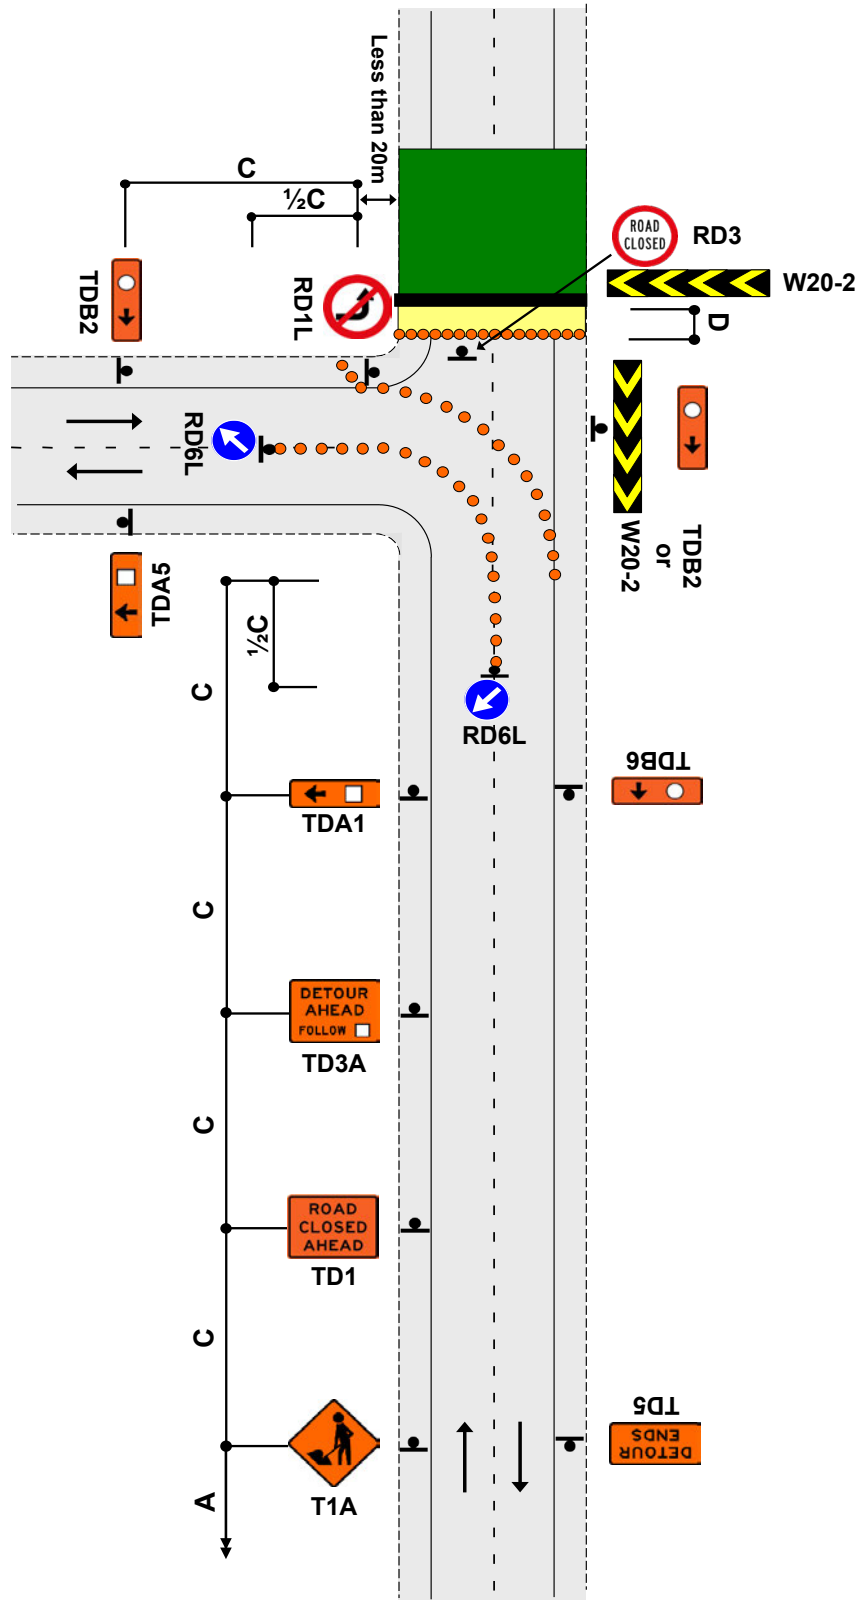 Less than 20m
C
½C
ROAD
CLOSED
RD3
W20-2
D
TDB2
RD1L
RD6L
TDB2
or
W20-2
TDA5
½C
C
RD6L
TDB6
TDA1
C
DETOUR
AHEAD
FOLLOW
TD3A
C
ROAD
CLOSED
AHEAD
TD1
C
TD5
DETOUR
ENDS
T1A
A